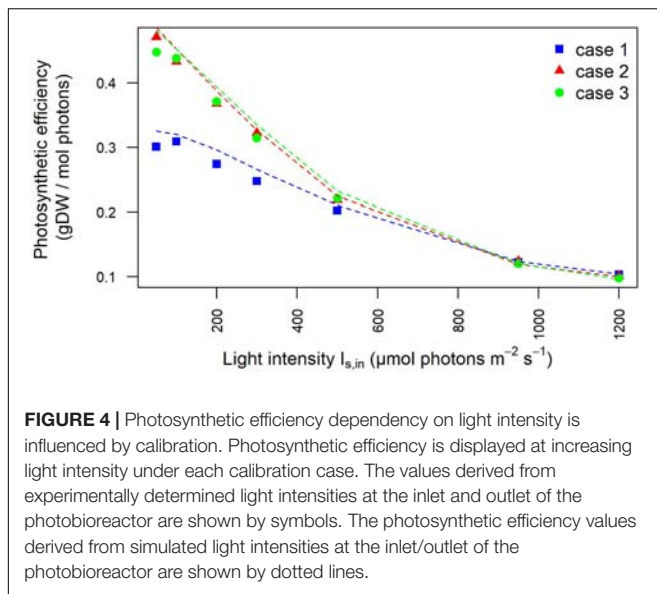 Photosynthetic efficiency
(gDW / mol photons)
0.4
0.3
0.2
0.1
case 1
case 2
case 3
200
400
600
800
1000
1200
Light intensity I_s,in (μmol photons m⁻² s⁻¹)
FIGURE 4 | Photosynthetic efficiency dependency on light intensity is
influenced by calibration. Photosynthetic efficiency is displayed at increasing
light intensity under each calibration case. The values derived from
experimentally determined light intensities at the inlet and outlet of the
photobioreactor are shown by symbols. The photosynthetic efficiency values
derived from simulated light intensities at the inlet/outlet of the
photobioreactor are shown by dotted lines.